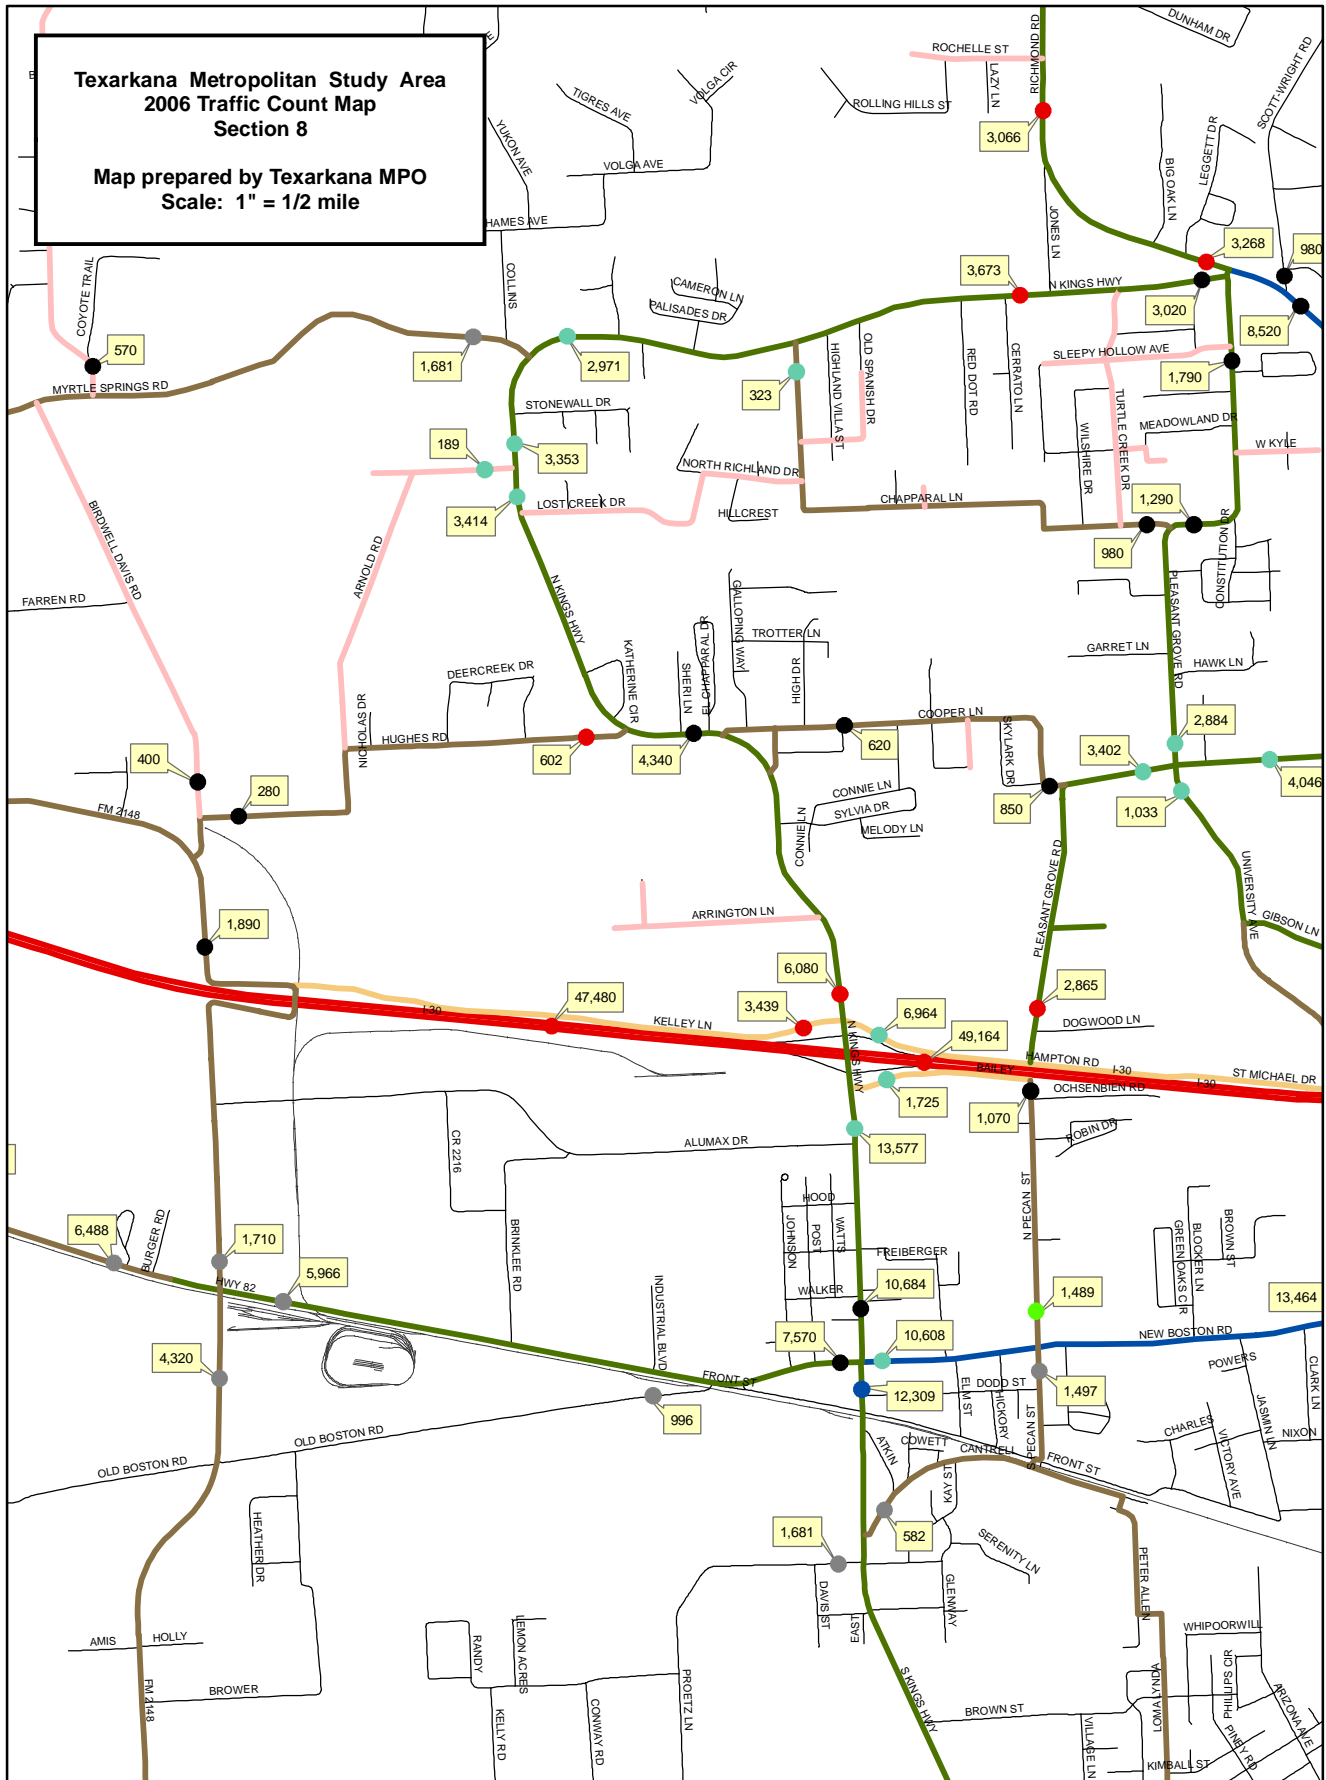 Texarkana Metropolitan Study Area
2006 Traffic Count Map
Section 8
Map prepared by Texarkana MPO
Scale: 1" = 1/2 mile
DUNHAM DR
RICHMOND RD
ROCHELLE ST
LAZY LN
SCOTT-WRIGHT RD
VOLGA CIR
TIGRES AVE
ROLLING HILLS ST
3,066
YUKON AVE
VOLGA AVE
LEGGETT DR
BIG OAK LN
JONES LN
HAMES AVE
3,268
980
COLLINS
COYOTE TRAIL
3,673
N KINGS HWY
CAMERON LN
PALISADES DR
3,020
8,520
570
1,681
2,971
HIGHLAND VILLA ST
OLD SPANISH DR
RED DOT RD
CERRATO LN
SLEEPY HOLLOW AVE
1,790
MYRTLE SPRINGS RD
323
STONEWALL DR
TURTLE CREEK DR
MEADOWLAND DR
WILSHIRE DR
W KYLE
189
3,353
NORTH RICHLAND DR
CHAPPARAL LN
1,290
LOST CREEK DR
HILLCREST
3,414
980
BIRDWELL DAVIS RD
ARNOLD RD
CONSTITUTION DR
PLEASANT GROVE RD
FARREN RD
N KINGS HWY
GALLOPING WAY
TROTTER LN
EL CHAPPARAL DR
KATHERINE CIR
SHERI LN
HIGH DR
GARRET LN
HAWK LN
DEERCREEK DR
NICHOLAS DR
HUGHES RD
COOPER LN
SKYLARK DR
2,884
602
4,340
620
3,402
4,046
400
280
CONNIE LN
SYLVIA DR
850
1,033
FM 2148
MELODY LN
CONNIE LN
PLEASANT GROVE RD
UNIVERSITY AVE
1,890
ARRINGTON LN
GIBSON LN
6,080
2,865
47,480
3,439
6,964
I-30
KELLEY LN
N KINGS HWY
49,164
DOGWOOD LN
HAMPTON RD
BAILEY
I-30
ST MICHAEL DR
I-30
OCHSENBIEN RD
1,725
1,070
13,577
ROBIN DR
CR 2216
ALUMAX DR
HOOD
JOHNSON
POST
WATTS
N PECAN ST
BRINKLEE RD
FREIBERGER
GREEN OAKS CIR
BLOCKER LN
BROWN ST
6,488
BURGER RD
1,710
HWY 82
5,966
INDUSTRIAL BLVD
WALKER
10,684
1,489
13,464
7,570
10,608
NEW BOSTON RD
POWERS
4,320
FRONT ST
DODD ST
CLARK LN
996
12,309
ELM ST
HICKORY
1,497
JASMIN LN
OLD BOSTON RD
CHARLES
NIXON
OLD BOSTON RD
ATKIN
COWETT
CANTRELL
S PECAN ST
FRONT ST
VICTORY AVE
KAY ST
HEATHER DR
1,681
582
SERENITY LN
DAVIS ST
EAST
GLENWAY
PETER ALLEN
AMIS
HOLLY
RANDY
LEMON ACRES
WHIPOORWILL
FM 2148
BROWER
KELLY RD
CONWAY RD
PROETZ LN
S KINGS HWY
BROWN ST
LOMA LYNDA
PHILLIPS CIR
ARIZONA AVE
VILLAGE LN
PINEY RD
KIMBALL ST